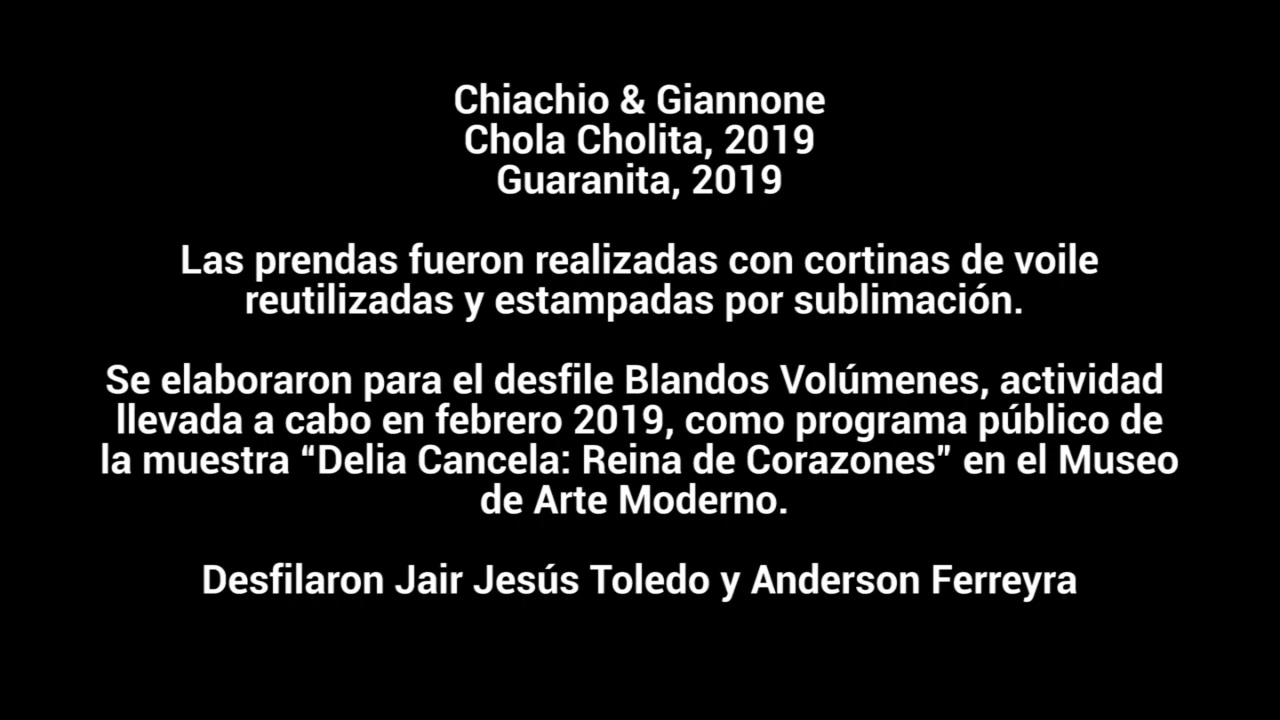 Chiachio & Giannone
Chola Cholita, 2019
Guaranita, 2019
Las prendas fueron realizadas con cortinas de voile
reutilizadas y estampadas por sublimación.
Se elaboraron para el desfile Blandos Volúmenes, actividad
llevada a cabo en febrero 2019, como programa público de
la muestra “Delia Cancela: Reina de Corazones” en el Museo
de Arte Moderno.
Desfilaron Jair Jesús Toledo y Anderson Ferreyra